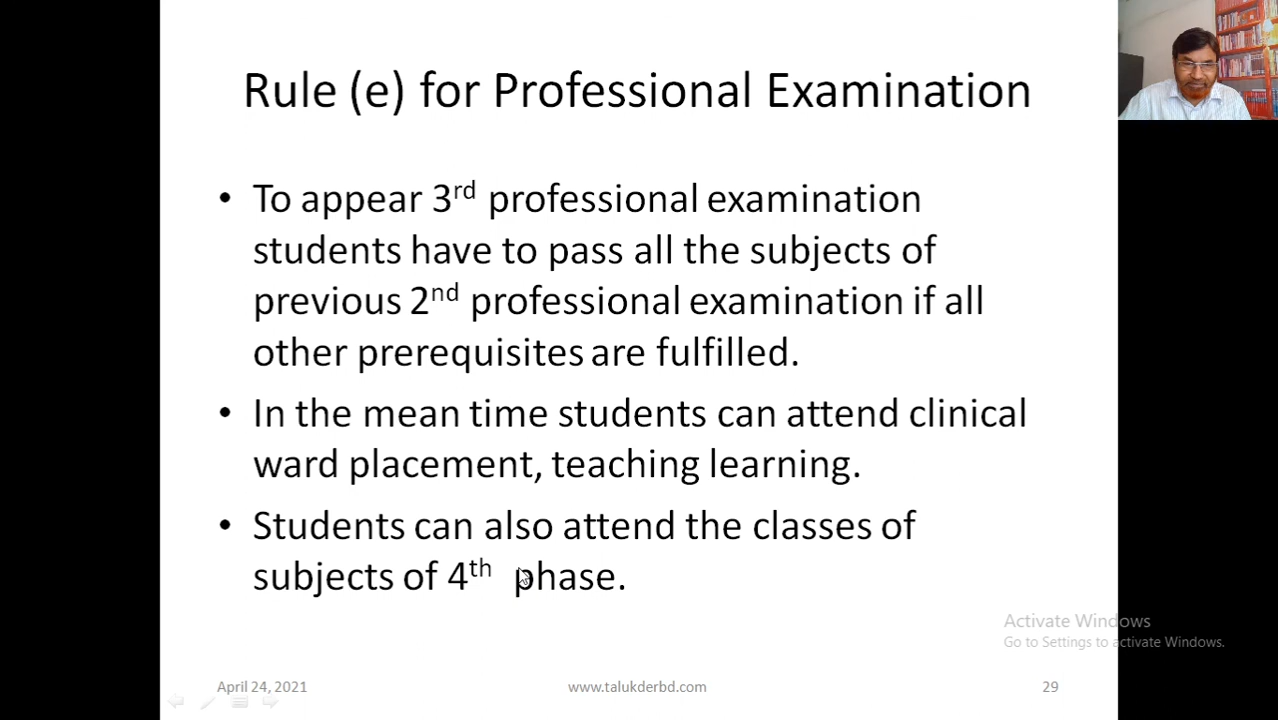 Rule (e) for Professional Examination
• To appear 3rd professional examination
students have to pass all the subjects of
previous 2nd professional examination if all
other prerequisites are fulfilled.
• In the mean time students can attend clinical
ward placement, teaching learning.
• Students can also attend the classes of
subjects of 4th phase.
Activate Windows
Go to Settings to activate Windows.
April 24, 2021
www.talukderbd.com
29